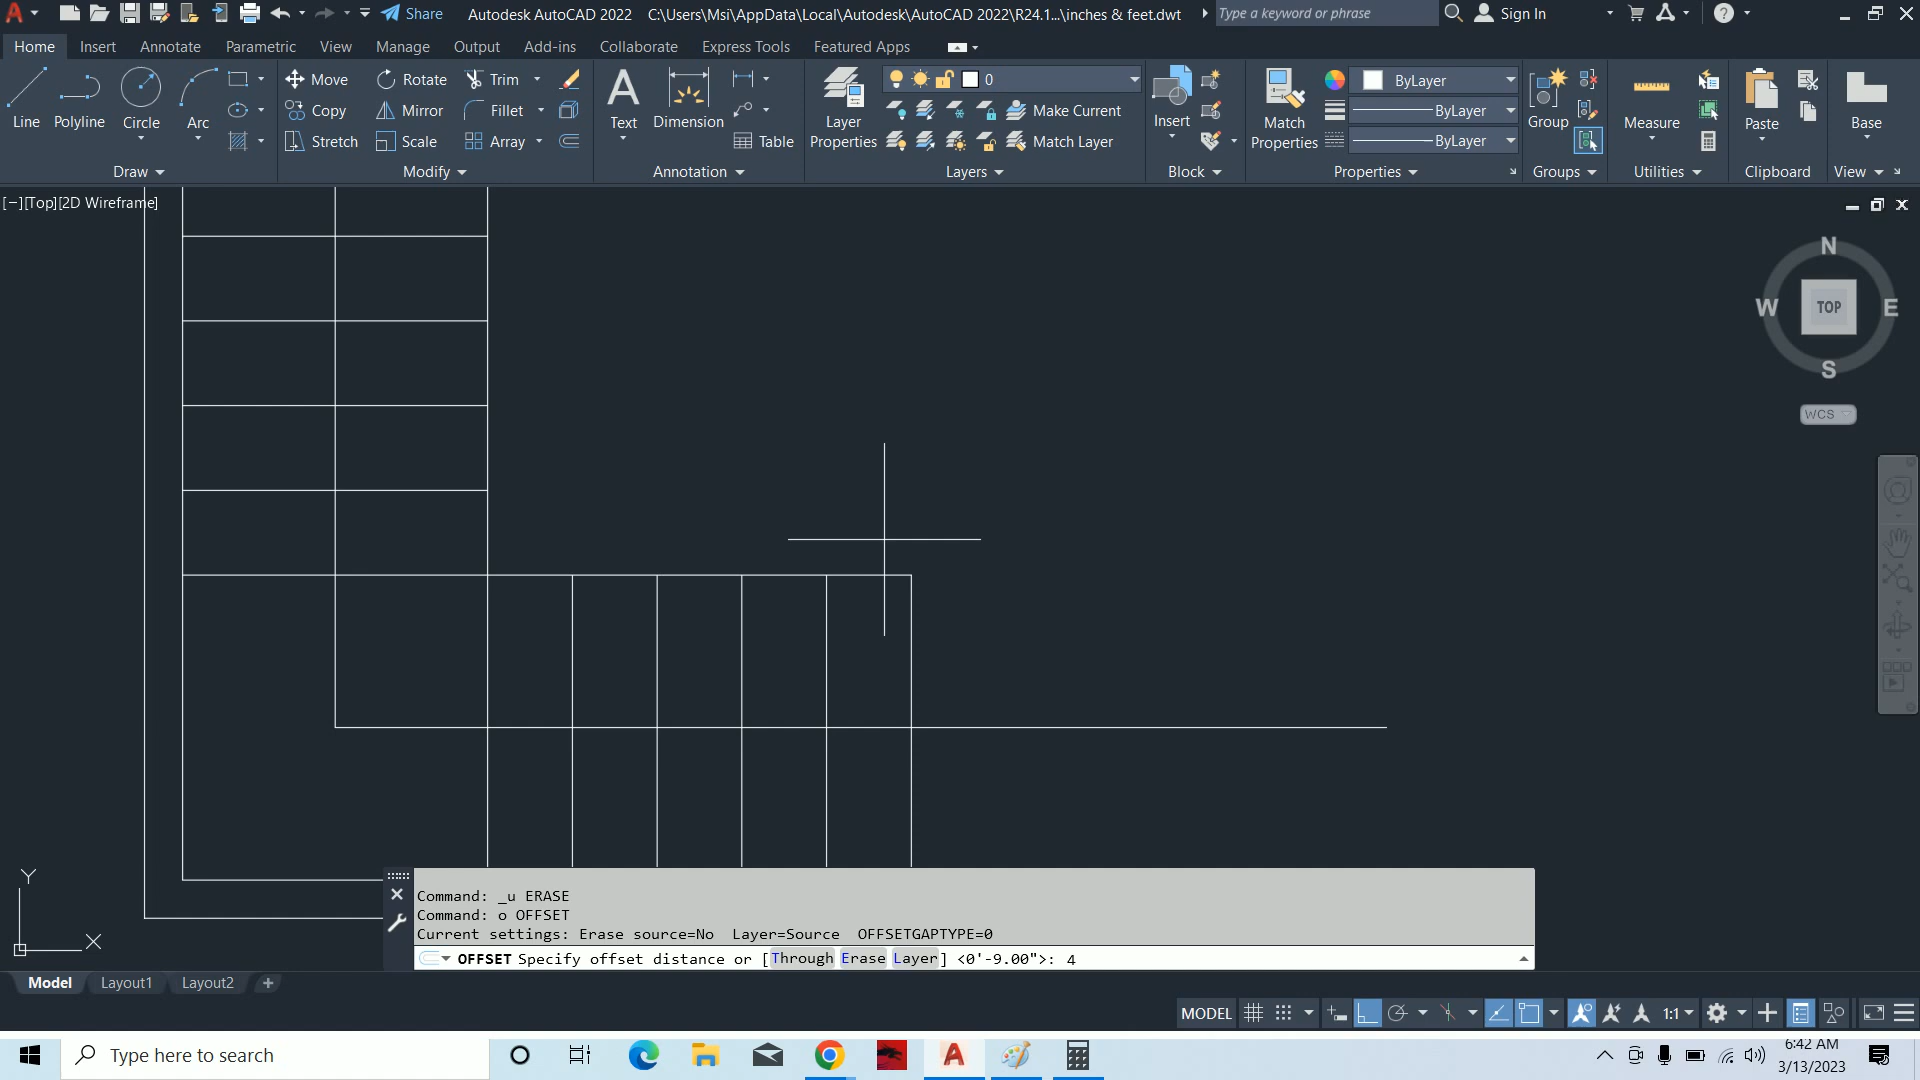 Share
Autodesk AutoCAD 2022
C:\Users\Msi\AppData\Local\Autodesk\AutoCAD 2022\R24.1...\inches & feet.dwt
Type a keyword or phrase
Sign In
Home
Insert
Annotate
Parametric
View
Manage
Output
Add-ins
Collaborate
Express Tools
Featured Apps
Line
Polyline
Circle
Arc
Draw
Move
Rotate
Trim
Copy
Mirror
Fillet
Stretch
Scale
Array
Modify
Text
Dimension
Table
Annotation
Layer
Properties
0
Make Current
Match Layer
Layers
Insert
Block
Match
Properties
ByLayer
ByLayer
ByLayer
Properties
Group
Groups
Measure
Utilities
Paste
Clipboard
Base
View
[−][Top][2D Wireframe]
N
W
TOP
E
S
WCS
Y
X
Command: _u ERASE
Command: o OFFSET
Current settings: Erase source=No  Layer=Source  OFFSETGAPTYPE=0
OFFSET Specify offset distance or [Through Erase Layer] <0'-9.00">: 4
Model
Layout1
Layout2
MODEL
1:1
Type here to search
6:42 AM
3/13/2023